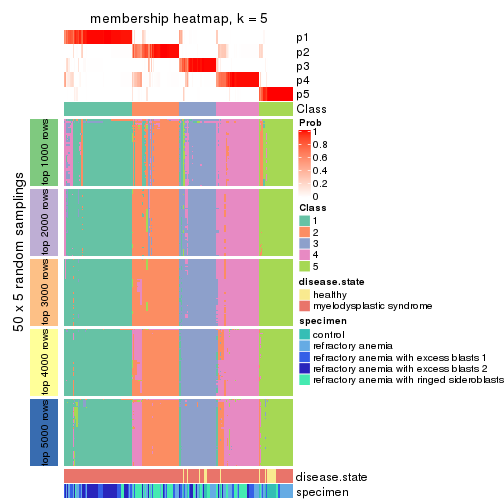 membership heatmap, k = 5
p1
p2
p3
p4
p5
Class
50 x 5 random samplings
top 1000 rows
top 2000 rows
top 3000 rows
top 4000 rows
top 5000 rows
Prob
1
0.8
0.6
0.4
0.2
0
Class
1
2
3
4
5
disease.state
healthy
myelodysplastic syndrome
specimen
control
refractory anemia
refractory anemia with excess blasts 1
refractory anemia with excess blasts 2
refractory anemia with ringed sideroblasts
disease.state
specimen